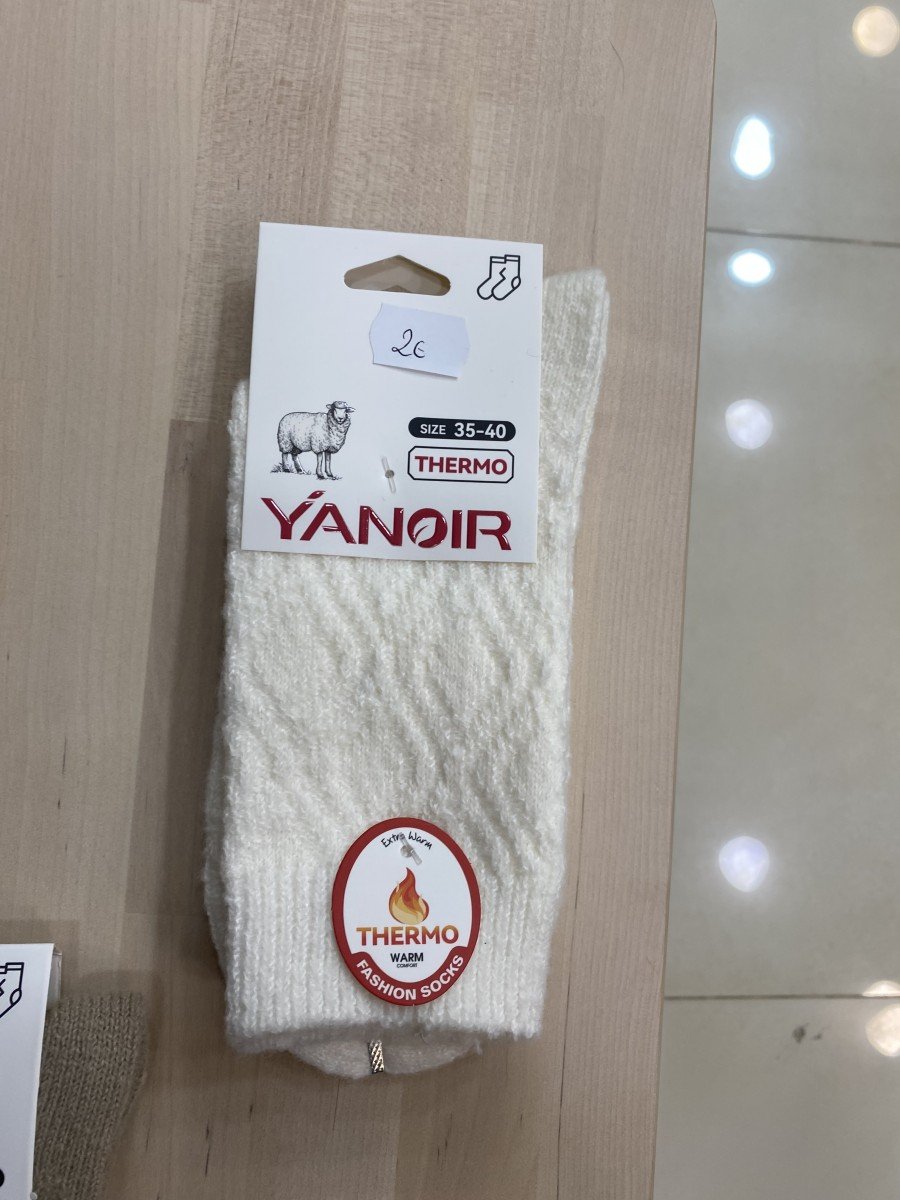 2€
SIZE 35-40
THERMO
YANOIR
Extra Warm
THERMO
WARM
COMFORT
FASHION SOCKS